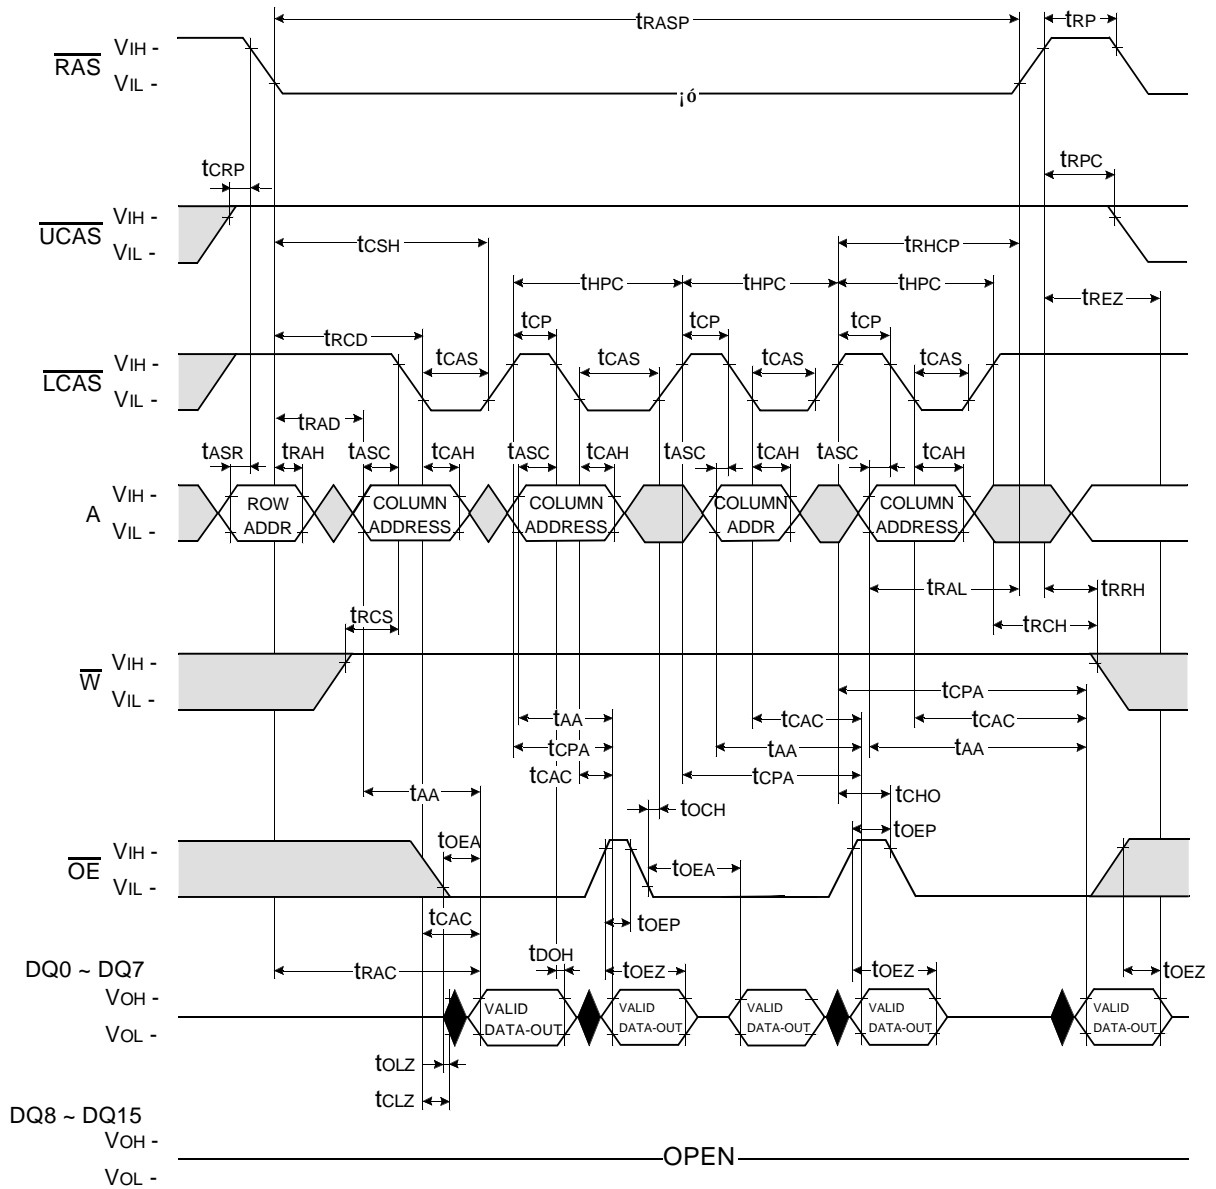 tRASP tRP
RAS VIH -
VIL -
¡ó
tCRP tRPC
UCAS VIH -
VIL -
tCSH tRHCP
tHPC tHPC tHPC tREZ
tRCD tCP tCP tCP
LCAS VIH -
VIL -
tCAS tCAS tCAS tCAS
tRAD
tASR tRAH tASC tCAH tASC tCAH tASC tCAH tASC tCAH
A VIH -
VIL -
ROW
ADDR
COLUMN
ADDRESS
COLUMN
ADDRESS
COLUMN
ADDR
COLUMN
ADDRESS
tRAL tRRH
tRCS tRCH
W VIH -
VIL -
tCPA
tAA tCAC tCAC
tCPA tAA tAA
tCAC tCPA
tAA tCHO
tOCH
tOEA tOEP
OE VIH -
VIL -
tOEA
tCAC tOEP
tDOH
DQ0 ~ DQ7
tRAC tOEZ tOEZ tOEZ
VOH -
VOL -
VALID
DATA-OUT
VALID
DATA-OUT
VALID
DATA-OUT
VALID
DATA-OUT
VALID
DATA-OUT
tOLZ
tCLZ
DQ8 ~ DQ15
VOH -
VOL -
OPEN